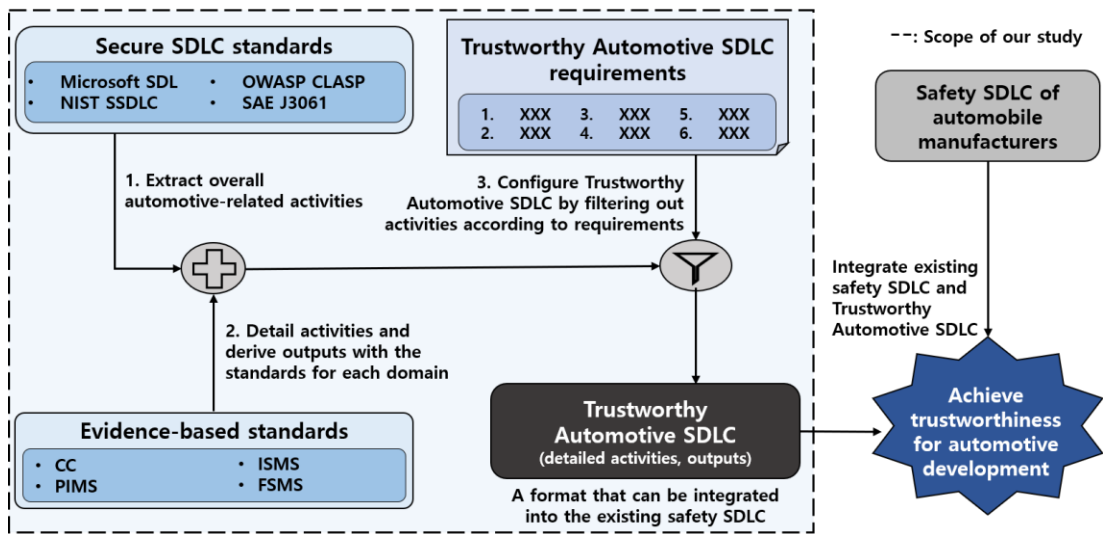 Secure SDLC standards
• Microsoft SDL • OWASP CLASP
• NIST SSDLC • SAE J3061
Trustworthy Automotive SDLC
requirements
1. XXX 3. XXX 5. XXX
2. XXX 4. XXX 6. XXX
--: Scope of our study
Safety SDLC of
automobile
manufacturers
1. Extract overall
automotive-related activities
3. Configure Trustworthy
Automotive SDLC by filtering out
activities according to requirements
Integrate existing
safety SDLC and
Trustworthy
Automotive SDLC
2. Detail activities and
derive outputs with the
standards for each domain
Evidence-based standards
• CC • ISMS
• PIMS • FSMS
Trustworthy
Automotive SDLC
(detailed activities, outputs)
A format that can be integrated
into the existing safety SDLC
Achieve
trustworthiness
for automotive
development